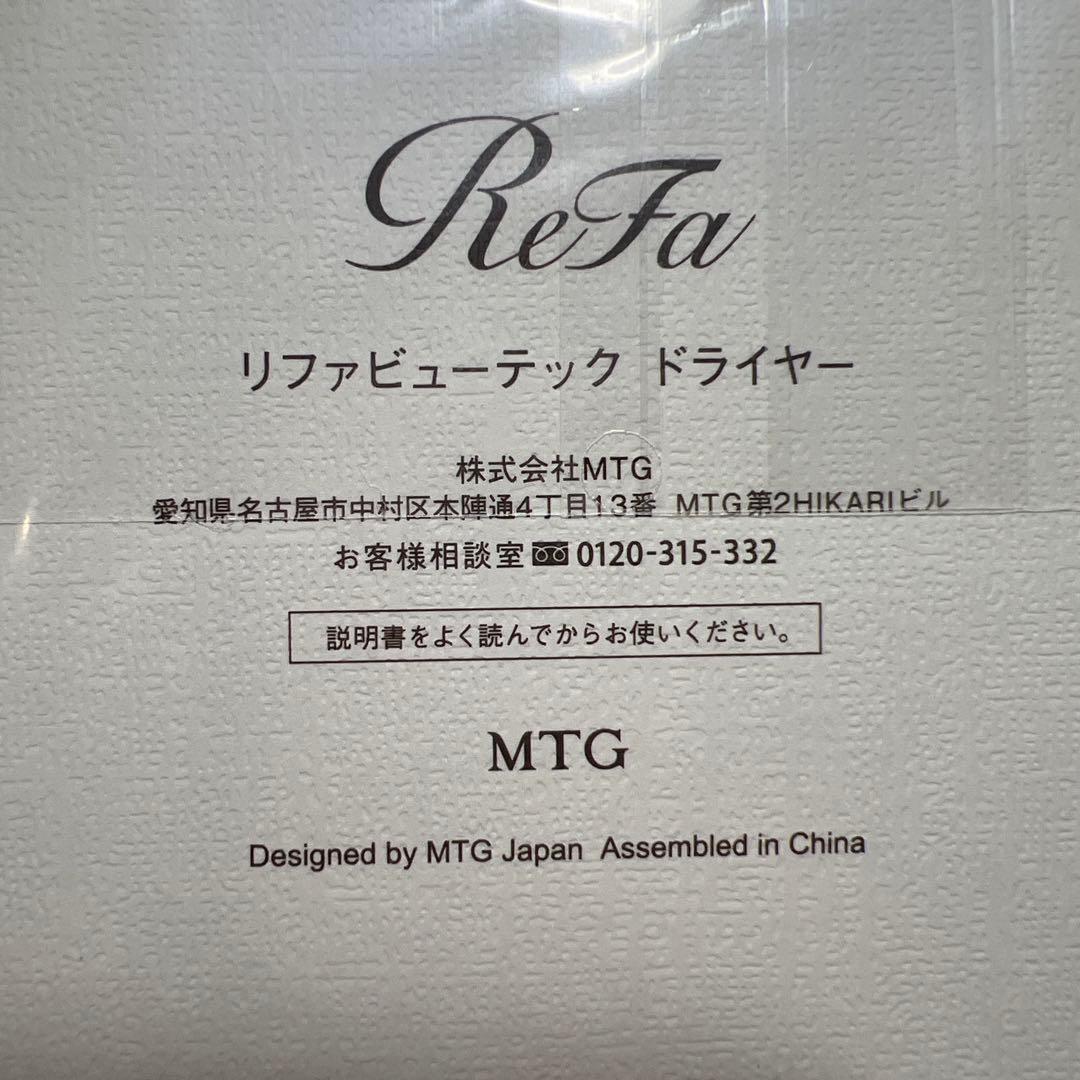 ReFa
リファビューテック ドライヤー
株式会社MTG
愛知県名古屋市中村区本陣通4丁目13番 MTG第2HIKARIビル
お客様相談室 0120-315-332
説明書をよく読んでからお使いください。
MTG
Designed by MTG Japan Assembled in China